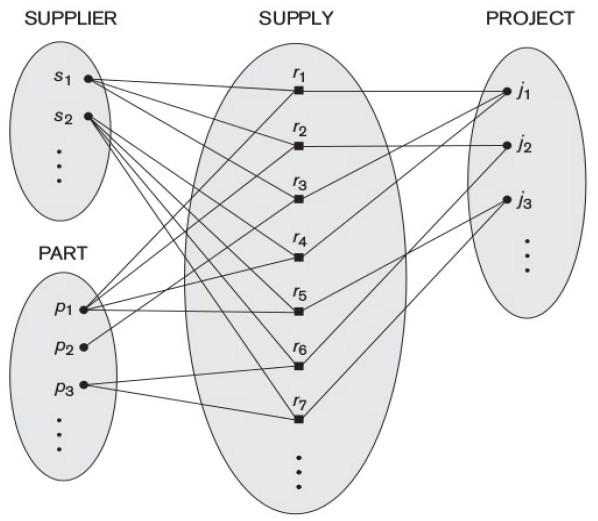 SUPPLIER
s1
s2
PART
p1
p2
p3
SUPPLY
r1
r2
r3
r4
r5
r6
r7
PROJECT
j1
j2
j3